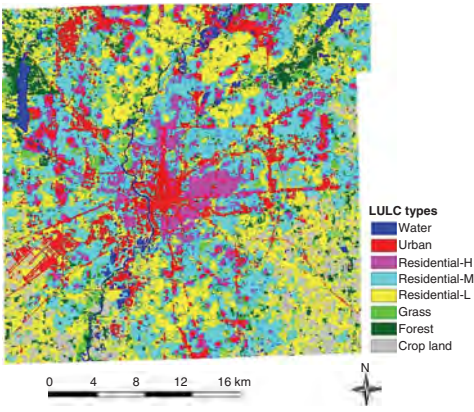 LULC types
Water
Urban
Residential-H
Residential-M
Residential-L
Grass
Forest
Crop land
N
0 4 8 12 16 km